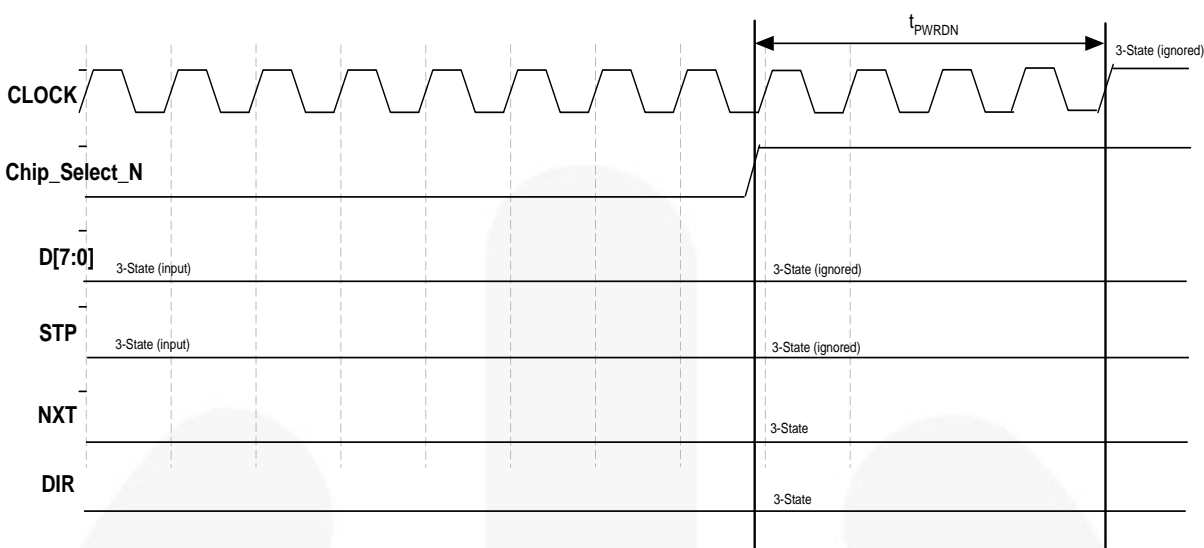 tPWRDN
3-State (ignored)
CLOCK
Chip_Select_N
D[7:0]
3-State (input)
3-State (ignored)
STP
3-State (input)
3-State (ignored)
NXT
3-State
DIR
3-State